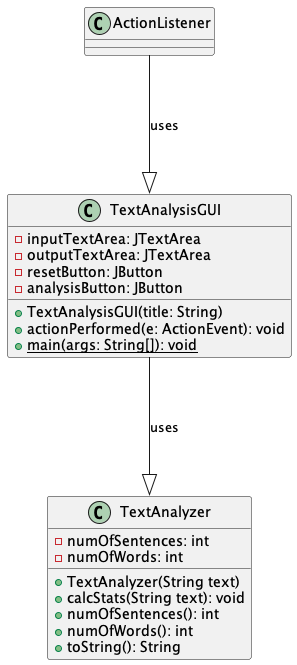 C ActionListener
uses
C TextAnalysisGUI
inputTextArea: JTextArea
outputTextArea: JTextArea
resetButton: JButton
analysisButton: JButton
TextAnalysisGUI(title: String)
actionPerformed(e: ActionEvent): void
main(args: String[]): void
uses
C TextAnalyzer
numOfSentences: int
numOfWords: int
TextAnalyzer(String text)
calcStats(String text): void
numOfSentences(): int
numOfWords(): int
toString(): String